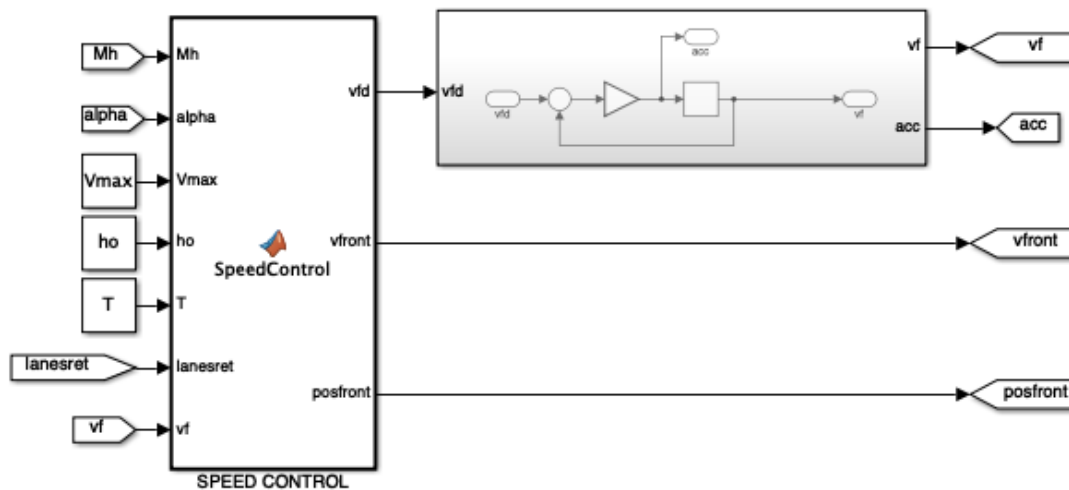 Mh
alpha
Vmax
ho
T
lanesret
vf
Mh
alpha
Vmax
ho
T
lanesret
vf
SpeedControl
vfd
vfront
posfront
SPEED CONTROL
vfd
vfd
acc
vf
vf
acc
vf
acc
vfront
posfront